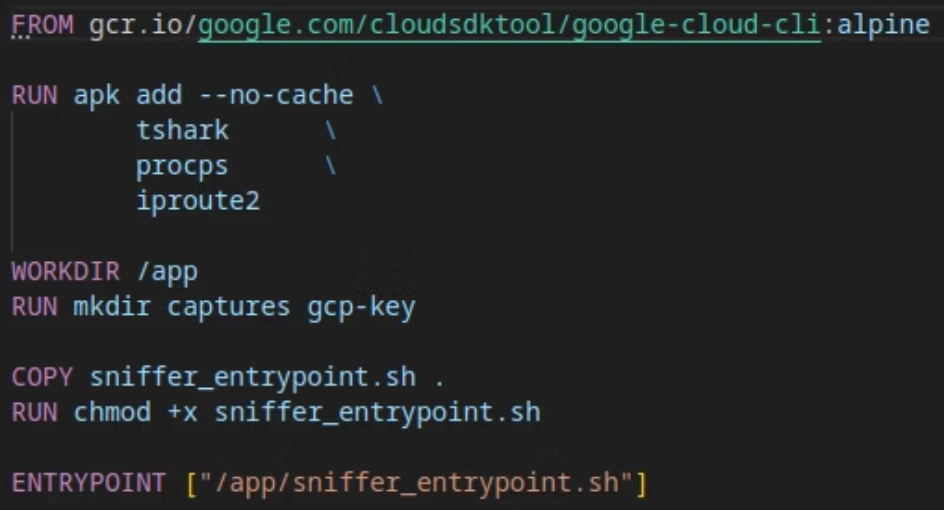 FROM gcr.io/google.com/cloudsdktool/google-cloud-cli:alpine
RUN apk add --no-cache \
tshark \
procps \
iproute2
WORKDIR /app
RUN mkdir captures gcp-key
COPY sniffer_entrypoint.sh .
RUN chmod +x sniffer_entrypoint.sh
ENTRYPOINT ["/app/sniffer_entrypoint.sh"]